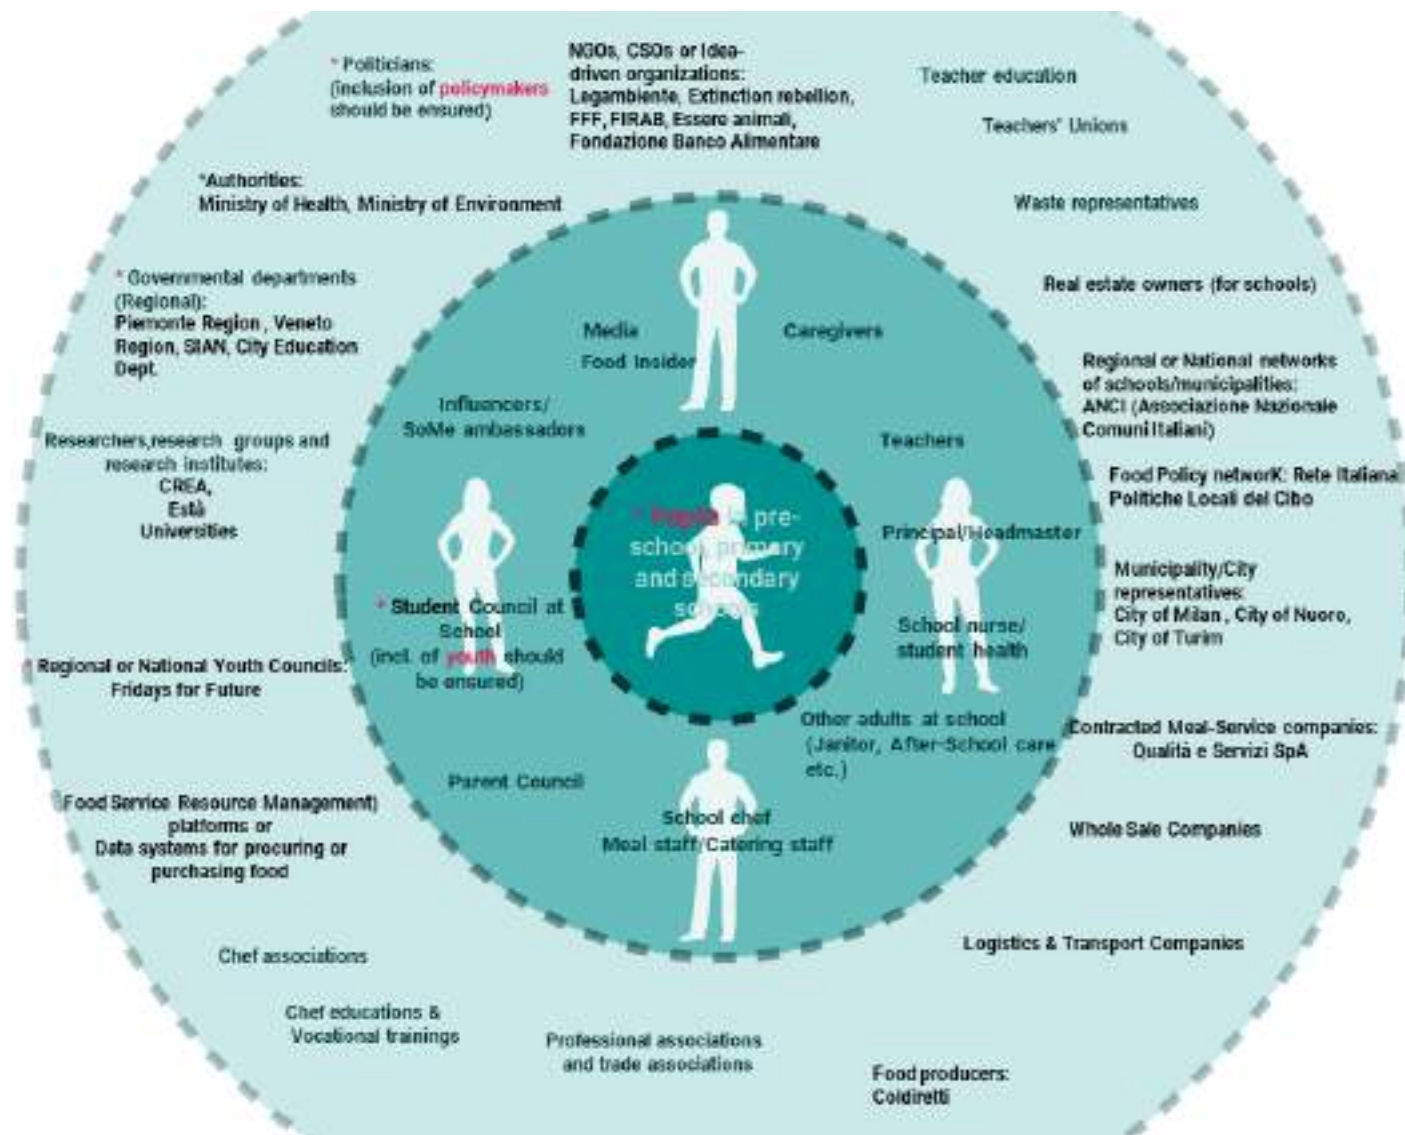 * Politicians:
(inclusion of policymakers
should be ensured)
NGOs, CSOs or Idea-
driven organizations:
Legambiente, Extinction rebellion,
FFF, FIRAB, Essere animali,
Fondazione Banco Alimentare
Teacher education
Teachers' Unions
*Authorities:
Ministry of Health, Ministry of Environment
Waste representatives
* Governmental departments
(Regional):
Piemonte Region, Veneto
Region, SIAN, City Education
Dept.
Real estate owners (for schools)
Media
Food Insider
Caregivers
Regional or National networks
of schools/municipalities:
ANCI (Associazione Nazionale
Comuni Italiani)
Influencers/
SoMe ambassadors
Teachers
Researchers,research groups and
research institutes:
CREA,
Està
Universities
Food Policy networK: Rete Italiana
Politiche Locali del Cibo
* Pupils in pre-
school, primary
and secondary
schools
Principal/Headmaster
Municipality/City
representatives:
City of Milan, City of Nuoro,
City of Turim
* Student Council at
School
(incl. of youth should
be ensured)
School nurse/
student health
* Regional or National Youth Councils:
Fridays for Future
Other adults at school
(Janitor, After-School care
etc.)
Contracted Meal-Service companies:
Qualità e Servizi SpA
Parent Council
(Food Service Resource Management)
platforms or
Data systems for procuring or
purchasing food
School chef
Meal staff/Catering staff
Whole Sale Companies
Chef associations
Logistics & Transport Companies
Chef educations &
Vocational trainings
Professional associations
and trade associations
Food producers:
Coldiretti